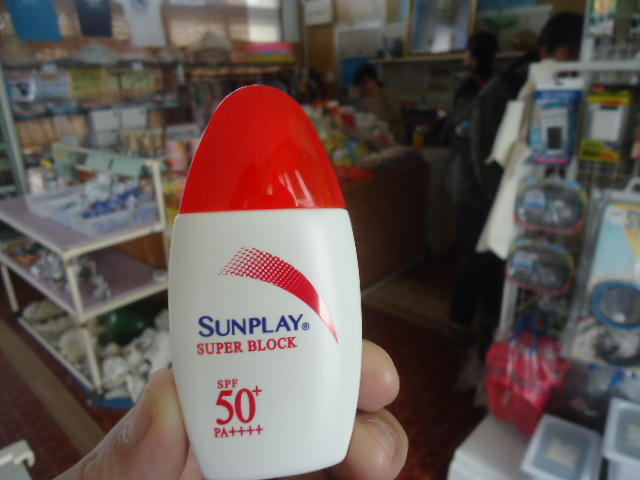 SUNPLAY®
SUPER BLOCK
SPF
50+
PA++++